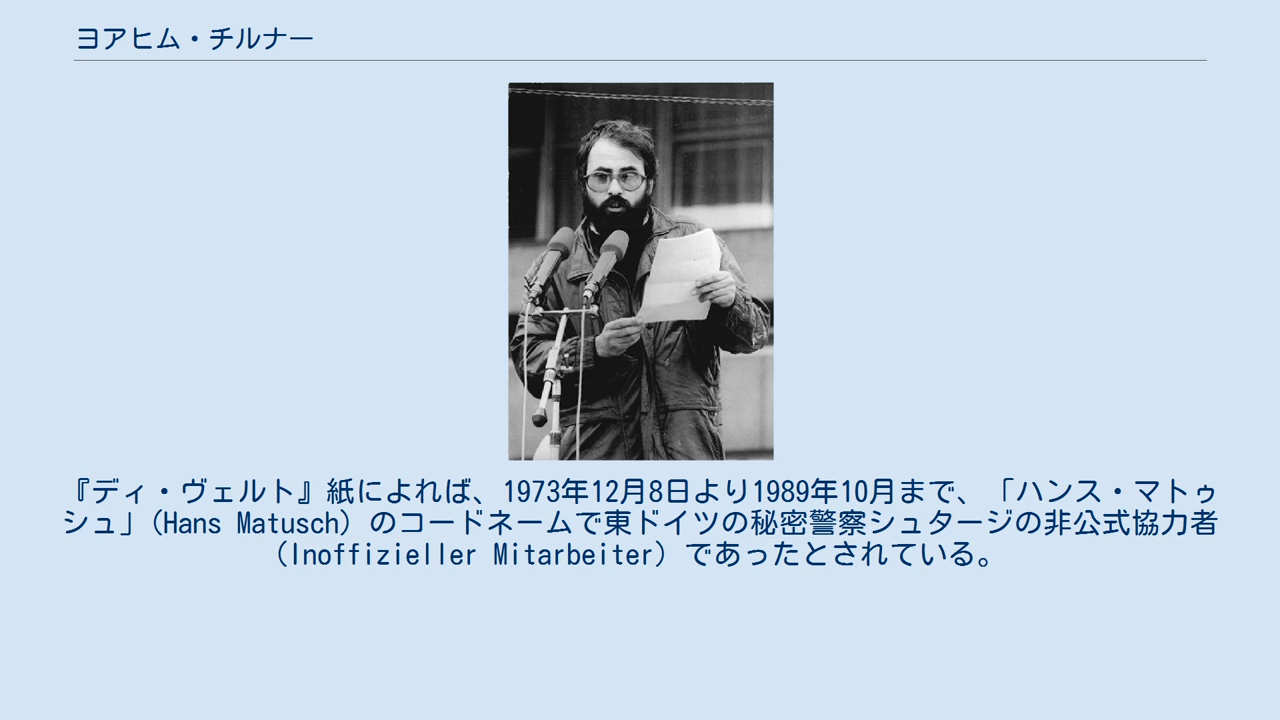 ヨアヒム・チルナー
『ディ・ヴェルト』紙によれば、1973年12月8日より1989年10月まで、「ハンス・マトゥ
シュ」(Hans Matusch) のコードネームで東ドイツの秘密警察シュタージの非公式協力者
(Inoffizieller Mitarbeiter) であったとされている。